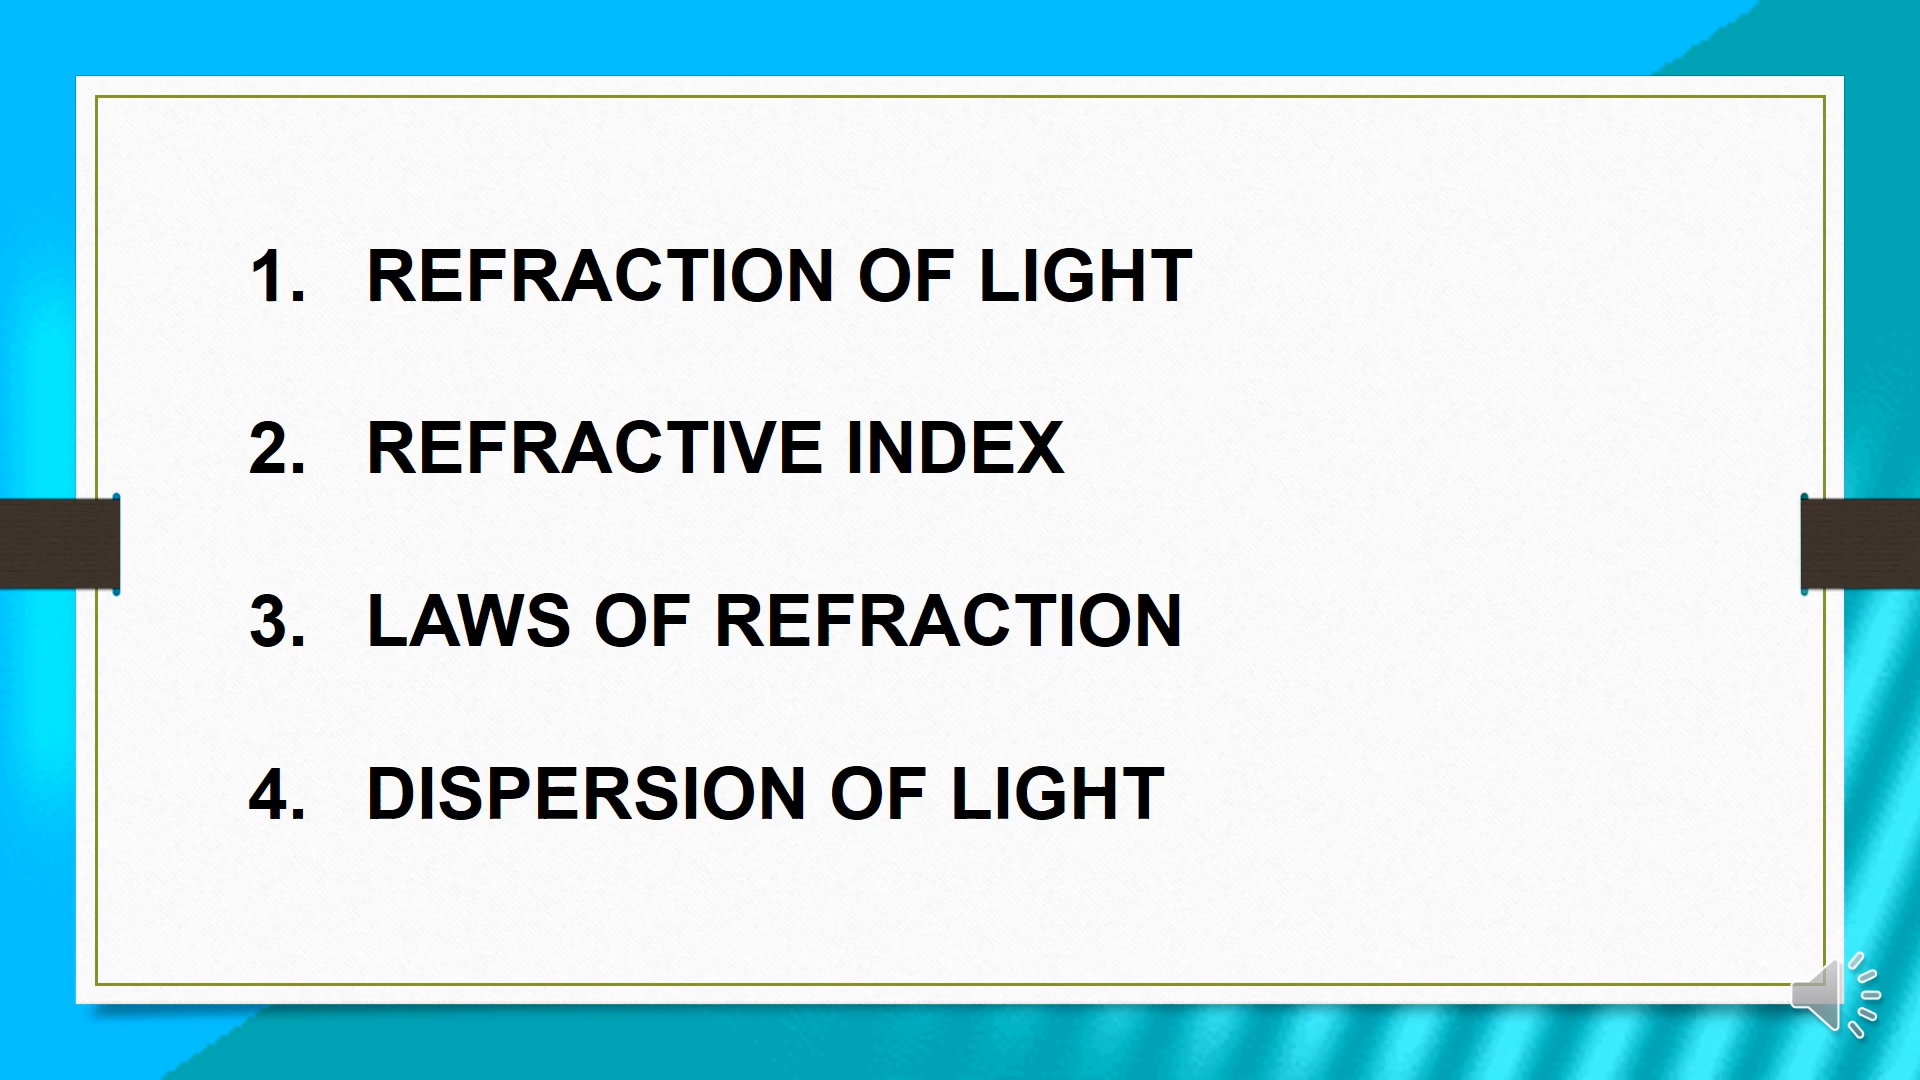 1. REFRACTION OF LIGHT
2. REFRACTIVE INDEX
3. LAWS OF REFRACTION
4. DISPERSION OF LIGHT